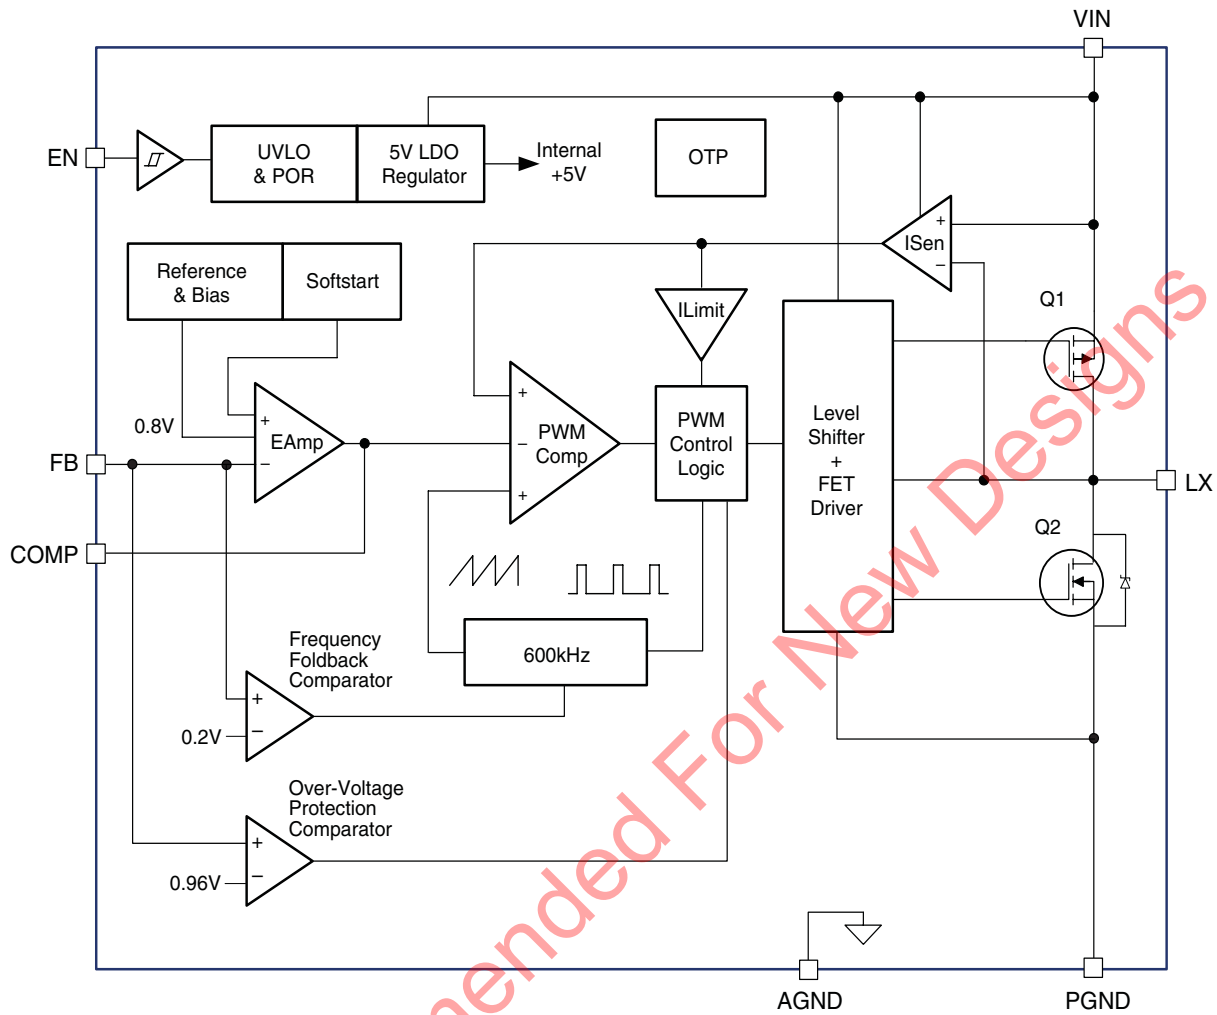 VIN
EN
UVLO
& POR
5V LDO
Regulator
Internal
+5V
OTP
+
ISen
−
Reference
& Bias
Softstart
ILimit
Q1
+
EAmp
−
0.8V
FB
+
−
PWM
Comp
+
PWM
Control
Logic
Level
Shifter
+
FET
Driver
LX
COMP
Q2
600kHz
Frequency
Foldback
Comparator
+
−
0.2V
Over-Voltage
Protection
Comparator
+
−
0.96V
AGND
PGND
mended For New Designs